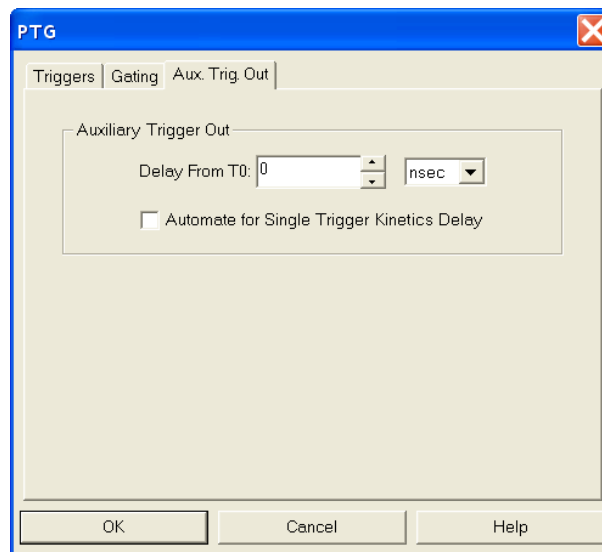 PTG
Triggers Gating Aux. Trig. Out
Auxiliary Trigger Out
Delay From T0: 0 nsec
Automate for Single Trigger Kinetics Delay
OK Cancel Help